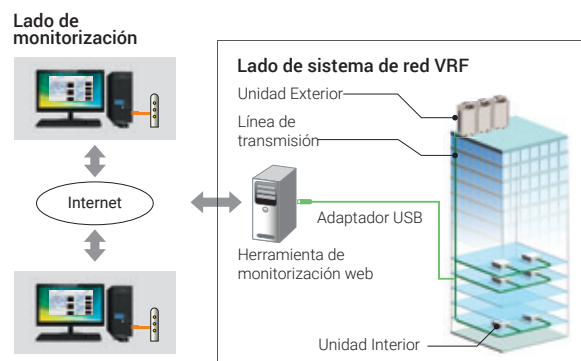 Lado de
monitorización
Lado de sistema de red VRF
Unidad Exterior
Línea de
transmisión
Internet
Adaptador USB
Herramienta de
monitorización web
Unidad Interior